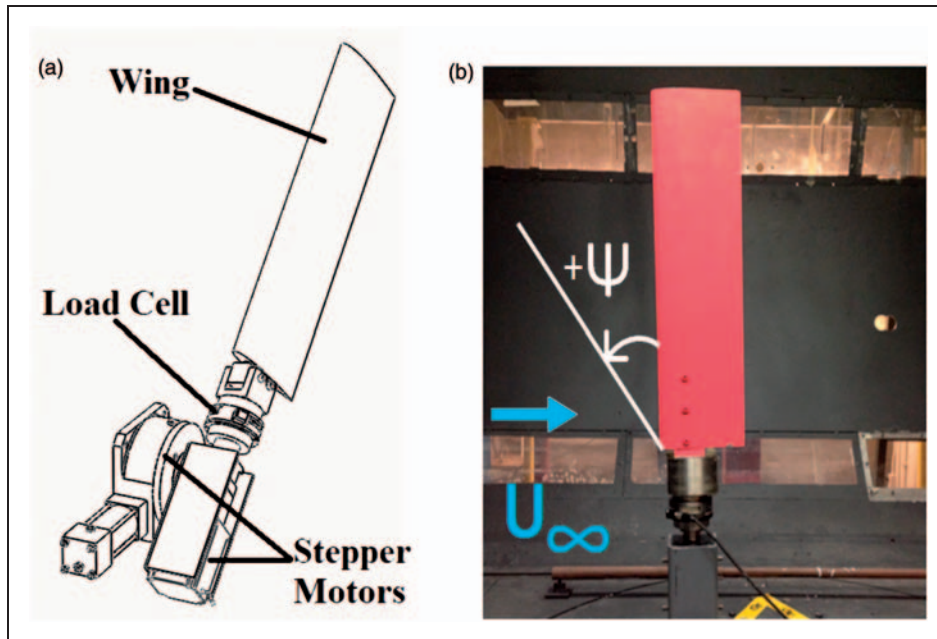 (a)
Wing
Load Cell
Stepper
Motors
(b)
+Ψ
U∞